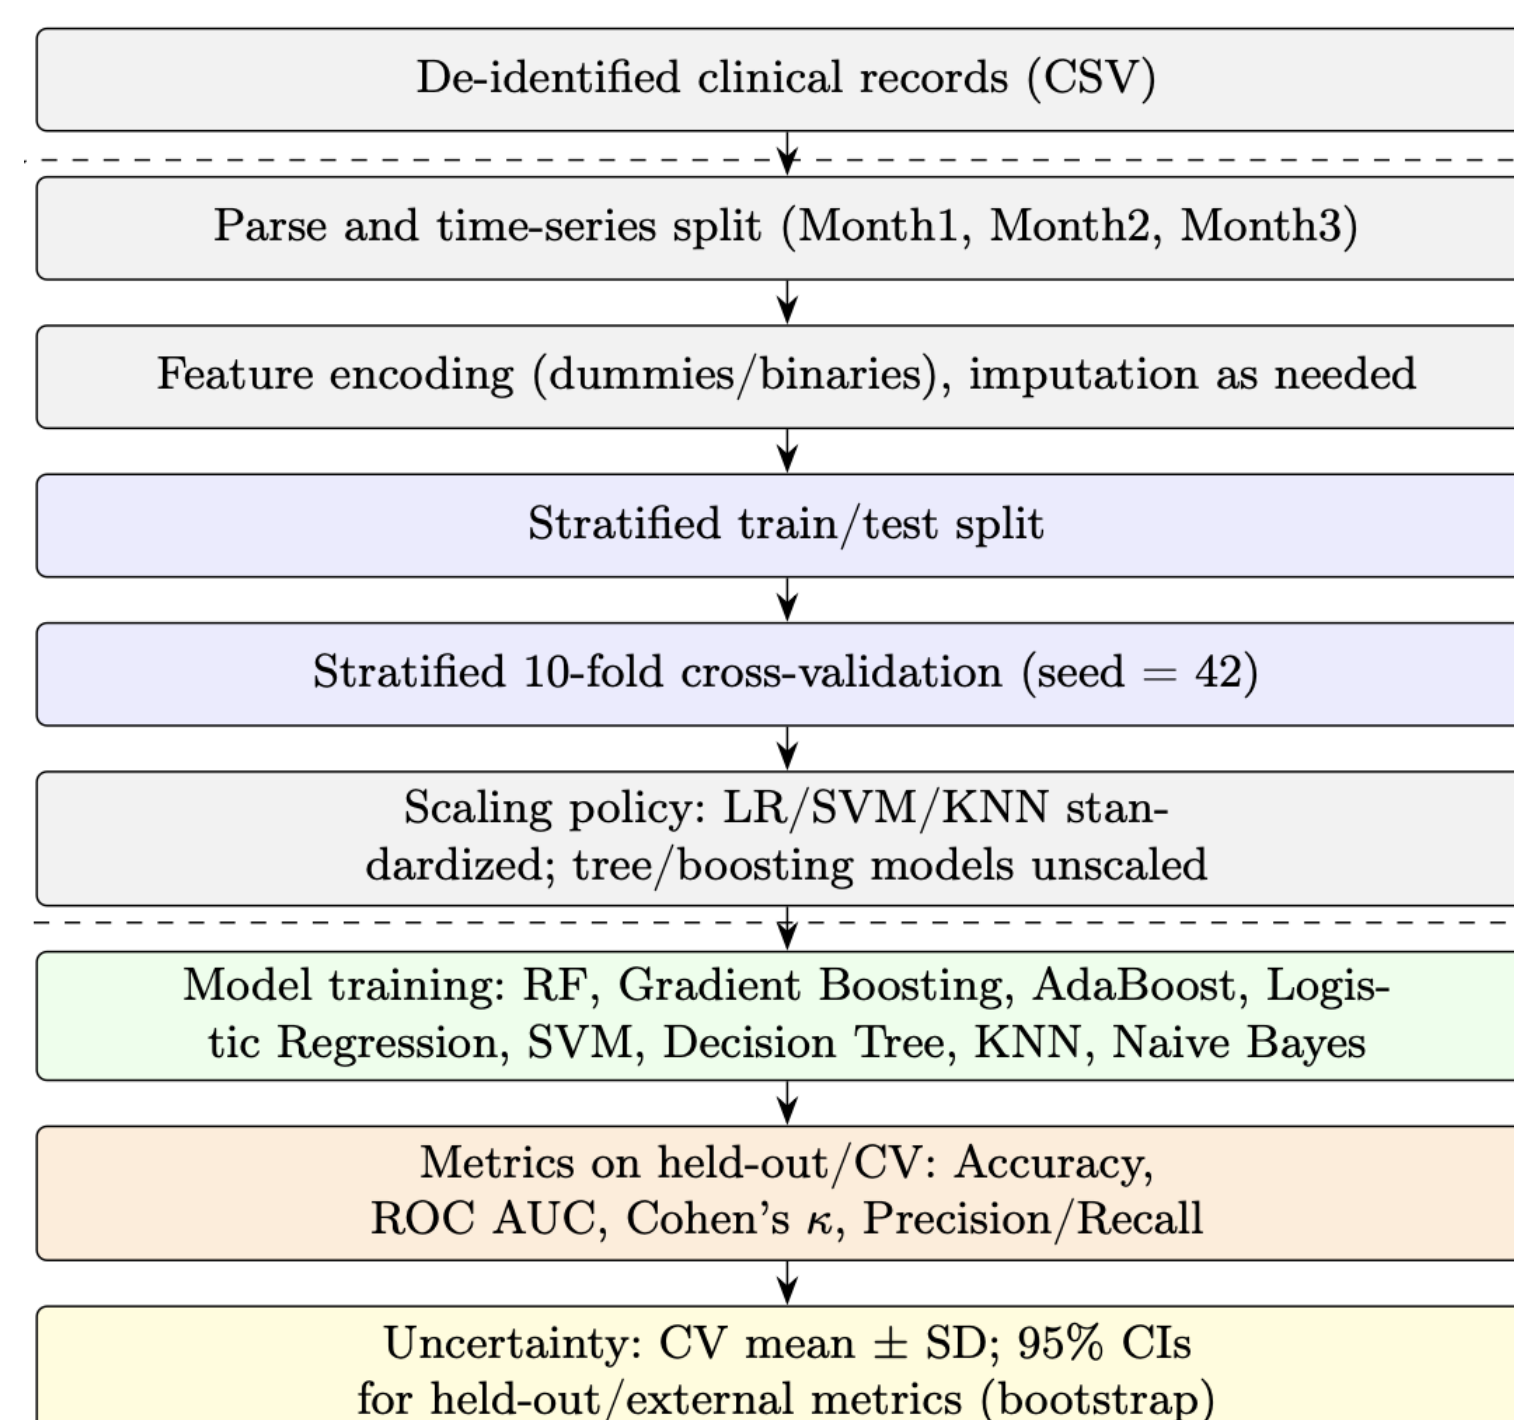 De-identified clinical records (CSV)
Parse and time-series split (Month1, Month2, Month3)
Feature encoding (dummies/binaries), imputation as needed
Stratified train/test split
Stratified 10-fold cross-validation (seed = 42)
Scaling policy: LR/SVM/KNN stan-
dardized; tree/boosting models unscaled
Model training: RF, Gradient Boosting, AdaBoost, Logis-
tic Regression, SVM, Decision Tree, KNN, Naive Bayes
Metrics on held-out/CV: Accuracy,
ROC AUC, Cohen’s κ, Precision/Recall
Uncertainty: CV mean ± SD; 95% CIs
for held-out/external metrics (bootstrap)